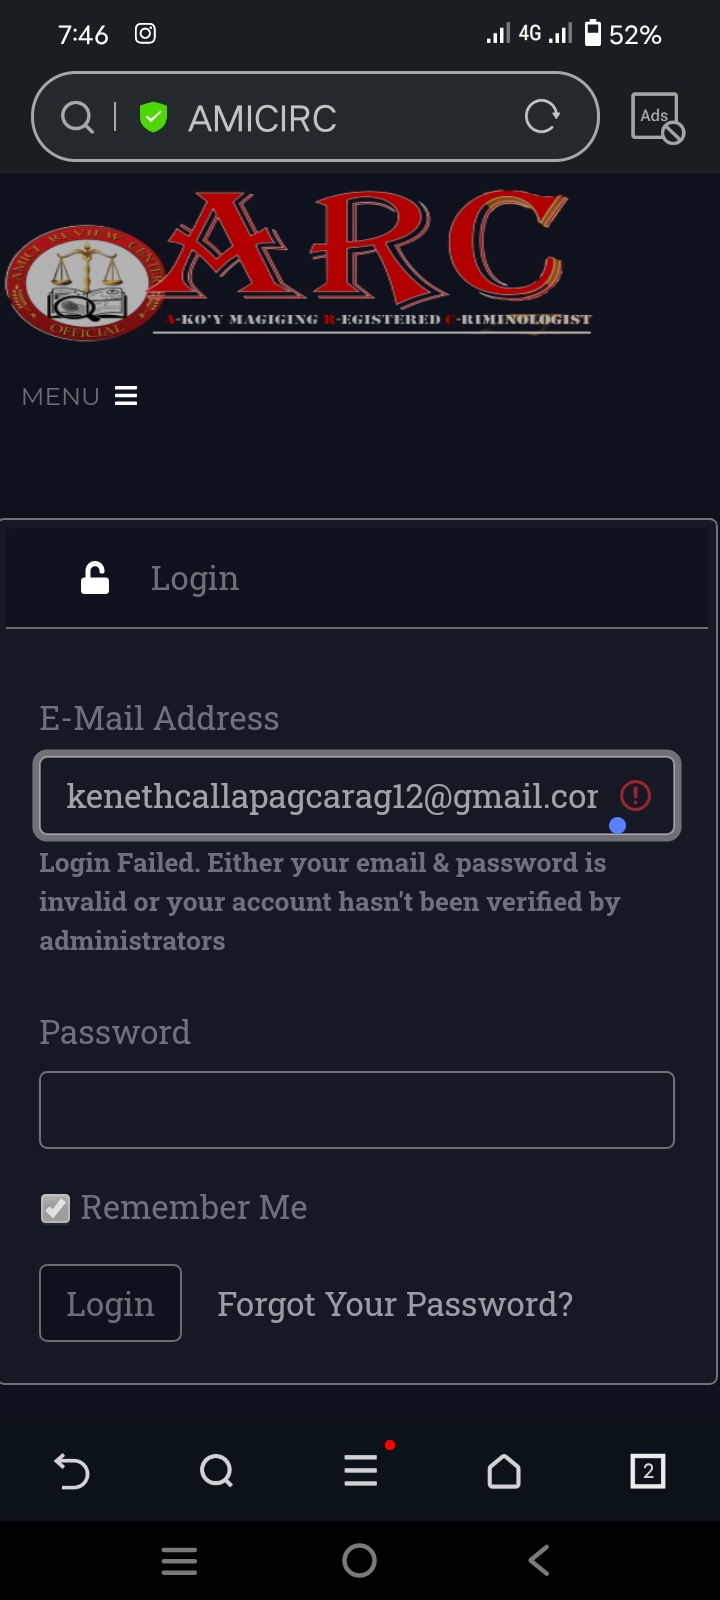 7:46
4G
52%
AMICIRC
Ads
ARC
AMICI REVIEW CENTER
OFFICIAL
A-KO'Y MAGIGING R-EGISTERED C-RIMINOLOGIST
MENU
Login
E-Mail Address
kenethcallapagcarag12@gmail.cor
Login Failed. Either your email & password is
invalid or your account hasn't been verified by
administrators
Password
Remember Me
Login
Forgot Your Password?
2